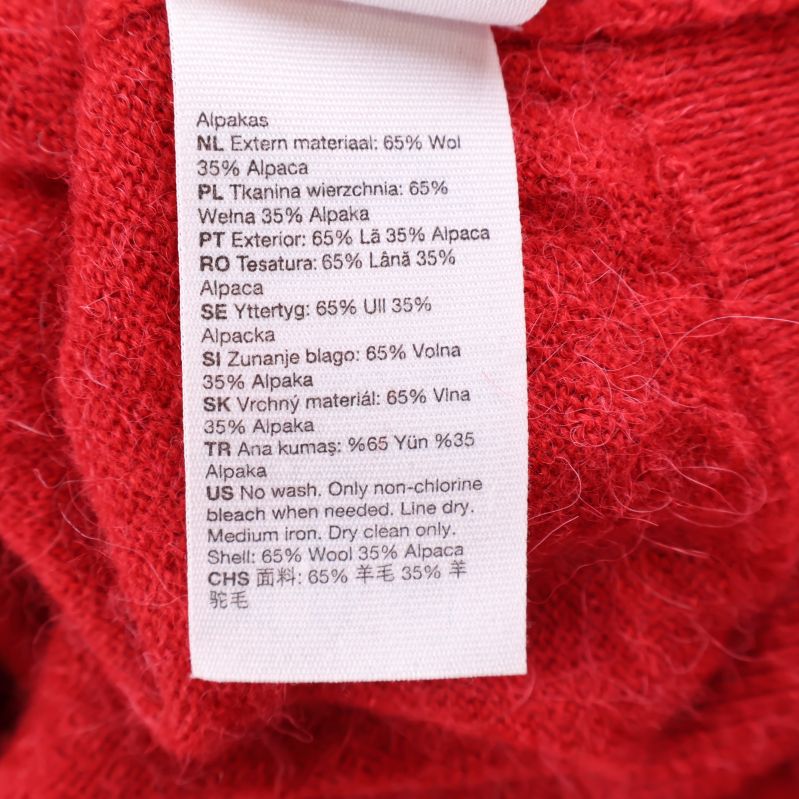 Alpakas
NL Extern materiaal: 65% Wol
35% Alpaca
PL Tkanina wierzchnia: 65%
Wełna 35% Alpaka
PT Exterior: 65% Lã 35% Alpaca
RO Tesatura: 65% Lână 35%
Alpaca
SE Yttertyg: 65% Ull 35%
Alpacka
SI Zunanje blago: 65% Volna
35% Alpaka
SK Vrchný materiál: 65% Vlna
35% Alpaka
TR Ana kumaş: %65 Yün %35
Alpaka
US No wash. Only non-chlorine
bleach when needed. Line dry.
Medium iron. Dry clean only.
Shell: 65% Wool 35% Alpaca
CHS 面料: 65% 羊毛 35% 羊
驼毛